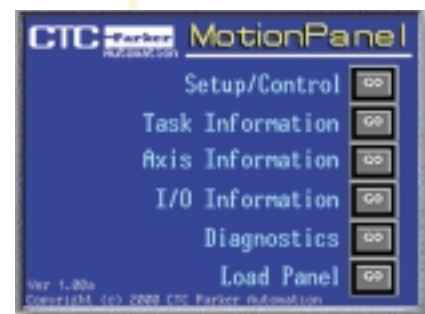 CTC Parker Automation MotionPanel
Setup/Control GO
Task Information GO
Axis Information GO
I/O Information GO
Diagnostics GO
Load Panel GO
Ver 1.00a
Copyright (c) 2000 CTC Parker Automation